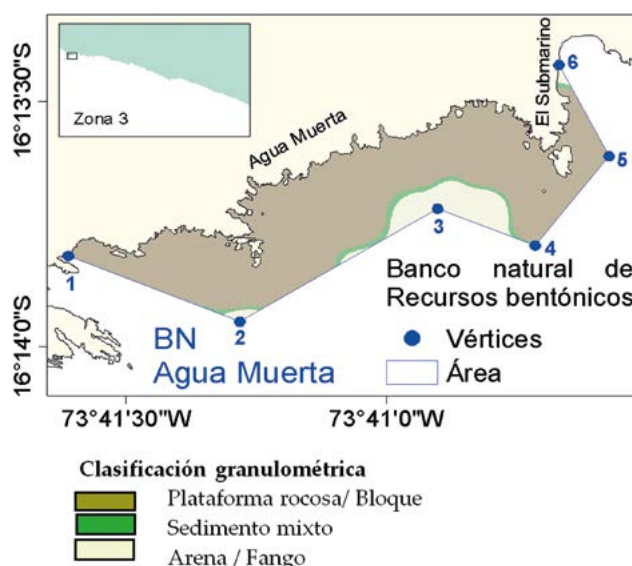 Zona 3
Agua Muerta
El Submarino
6
5
3
4
1
2
16°13'30"S
16°14'0"S
73°41'30"W
73°41'0"W
BN
Agua Muerta
Banco natural de
Recursos bentónicos
Vértices
Área
Clasificación granulométrica
Plataforma rocosa/ Bloque
Sedimento mixto
Arena / Fango